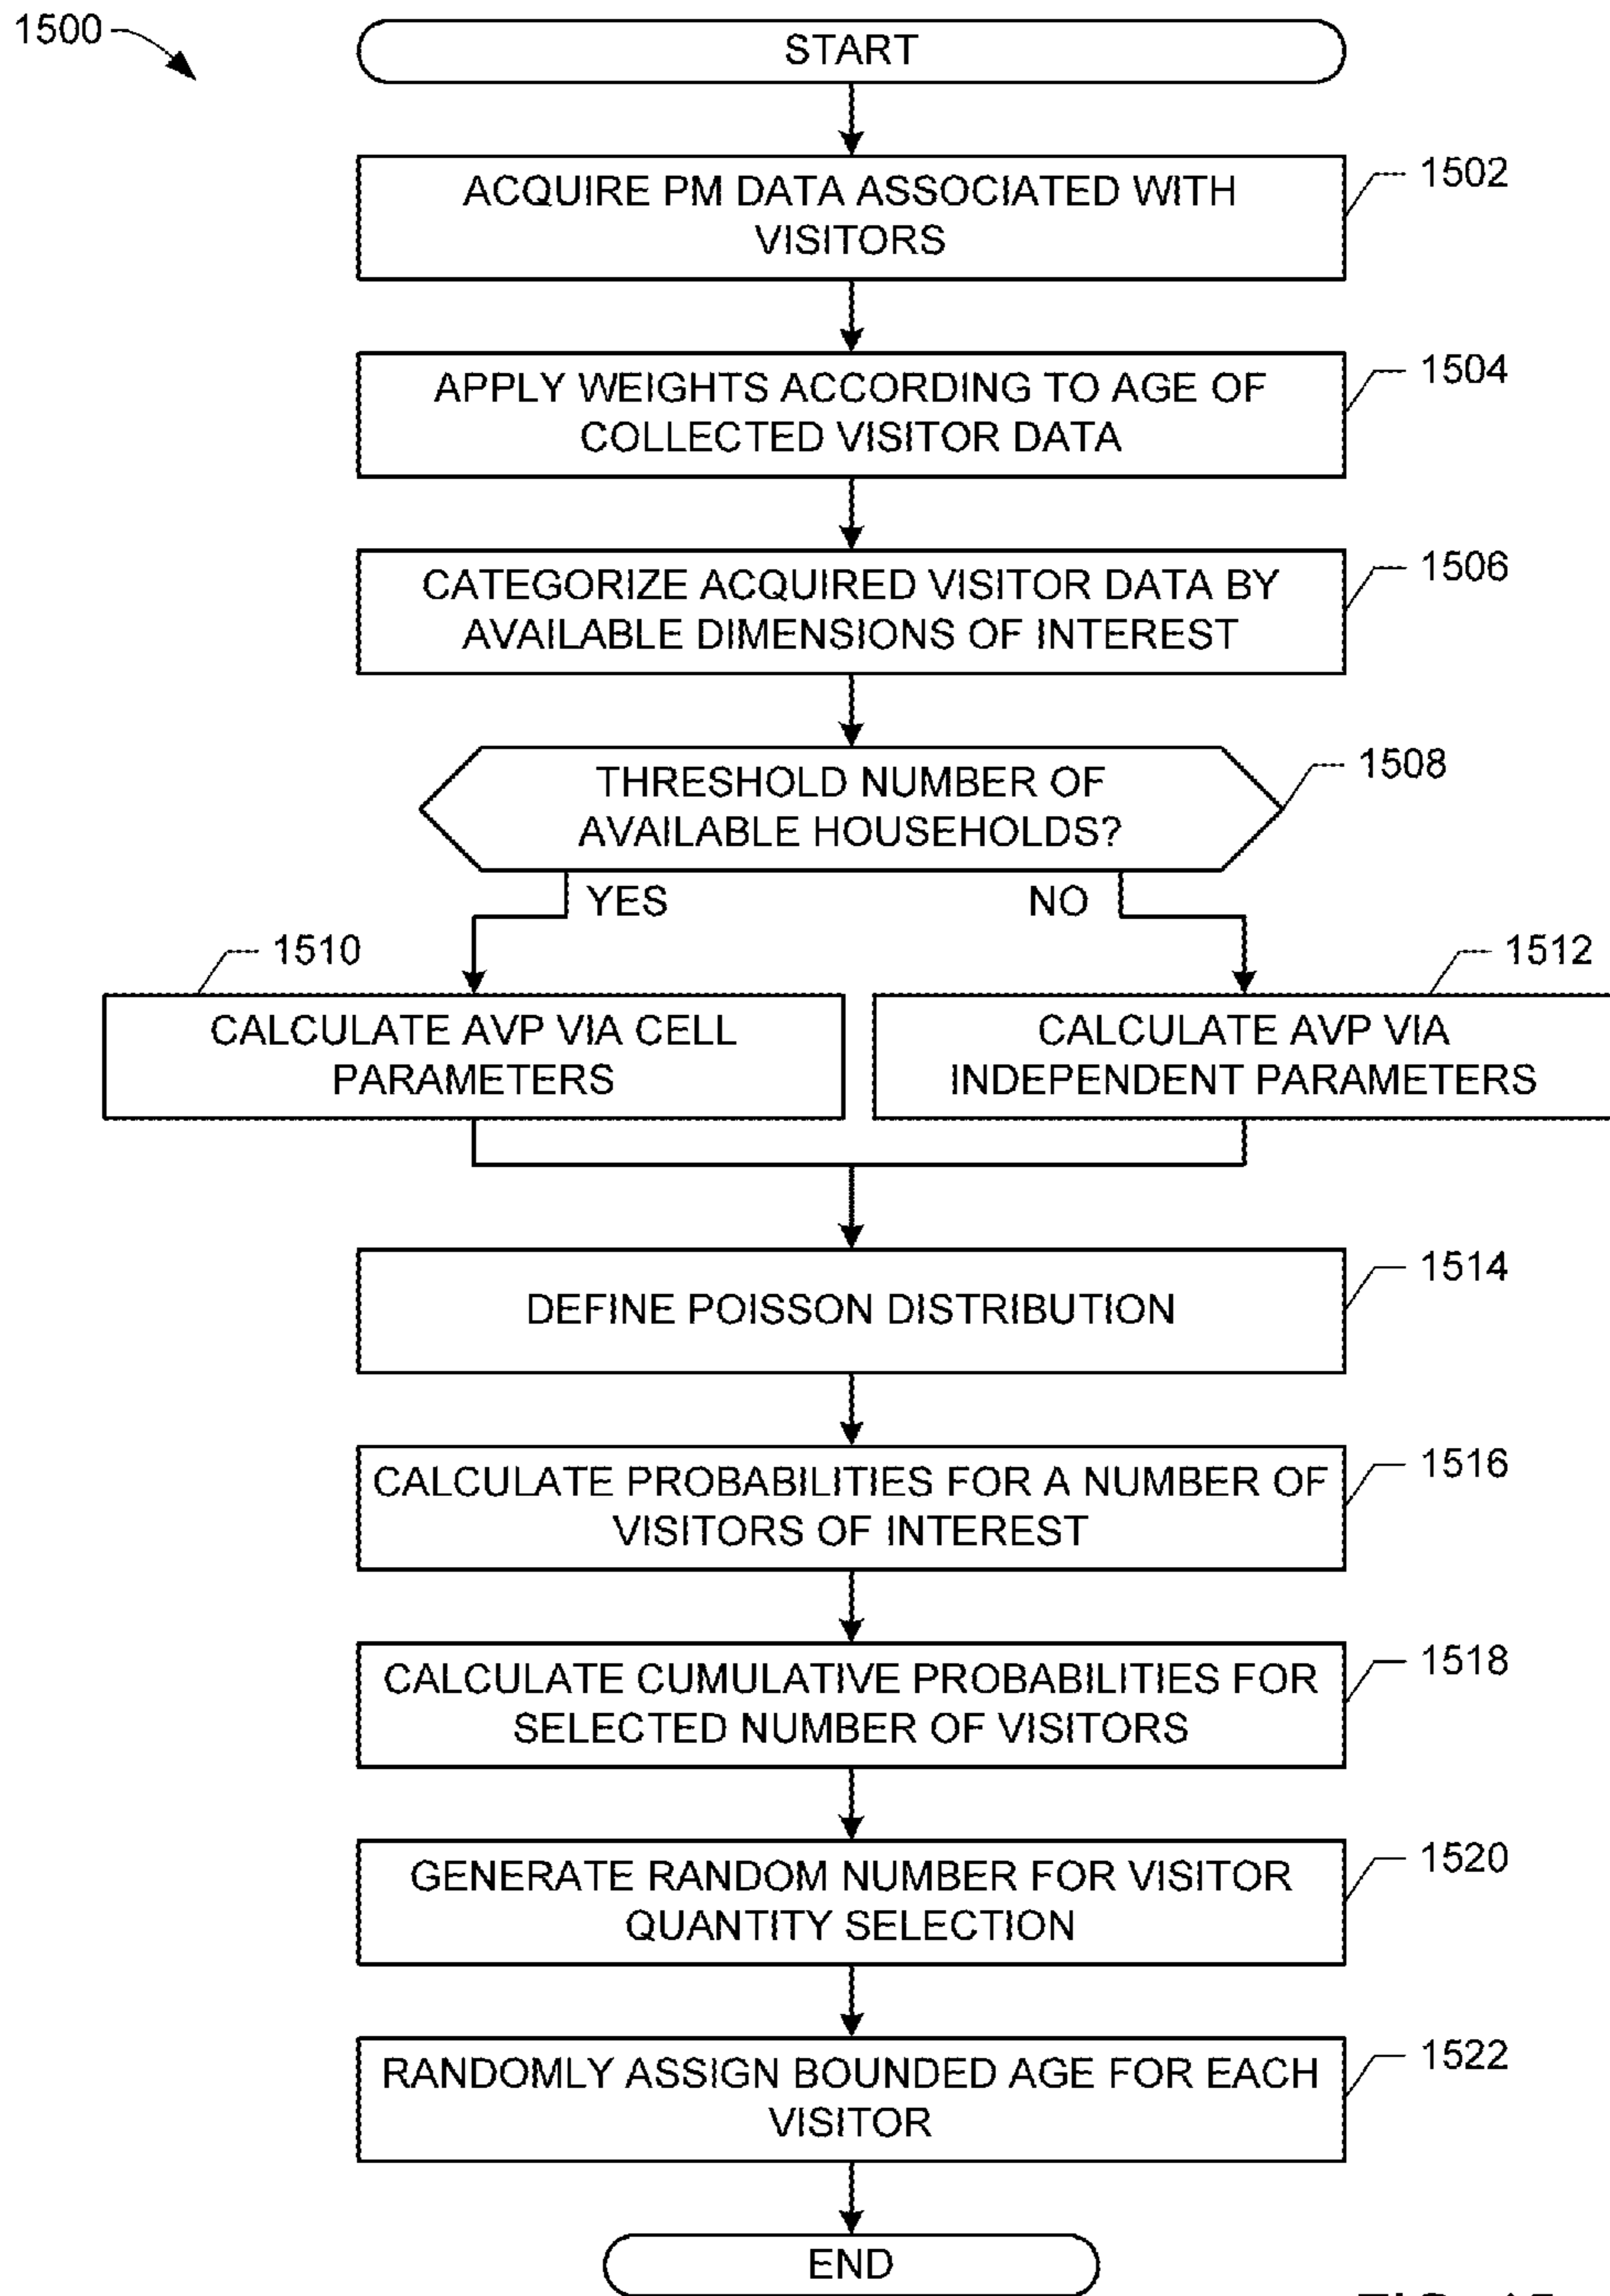 1500
START
ACQUIRE PM DATA ASSOCIATED WITH
VISITORS
1502
APPLY WEIGHTS ACCORDING TO AGE OF
COLLECTED VISITOR DATA
1504
CATEGORIZE ACQUIRED VISITOR DATA BY
AVAILABLE DIMENSIONS OF INTEREST
1506
THRESHOLD NUMBER OF
AVAILABLE HOUSEHOLDS?
1508
YES
NO
1510
1512
CALCULATE AVP VIA CELL
PARAMETERS
CALCULATE AVP VIA
INDEPENDENT PARAMETERS
DEFINE POISSON DISTRIBUTION
1514
CALCULATE PROBABILITIES FOR A NUMBER OF
VISITORS OF INTEREST
1516
CALCULATE CUMULATIVE PROBABILITIES FOR
SELECTED NUMBER OF VISITORS
1518
GENERATE RANDOM NUMBER FOR VISITOR
QUANTITY SELECTION
1520
RANDOMLY ASSIGN BOUNDED AGE FOR EACH
VISITOR
1522
END